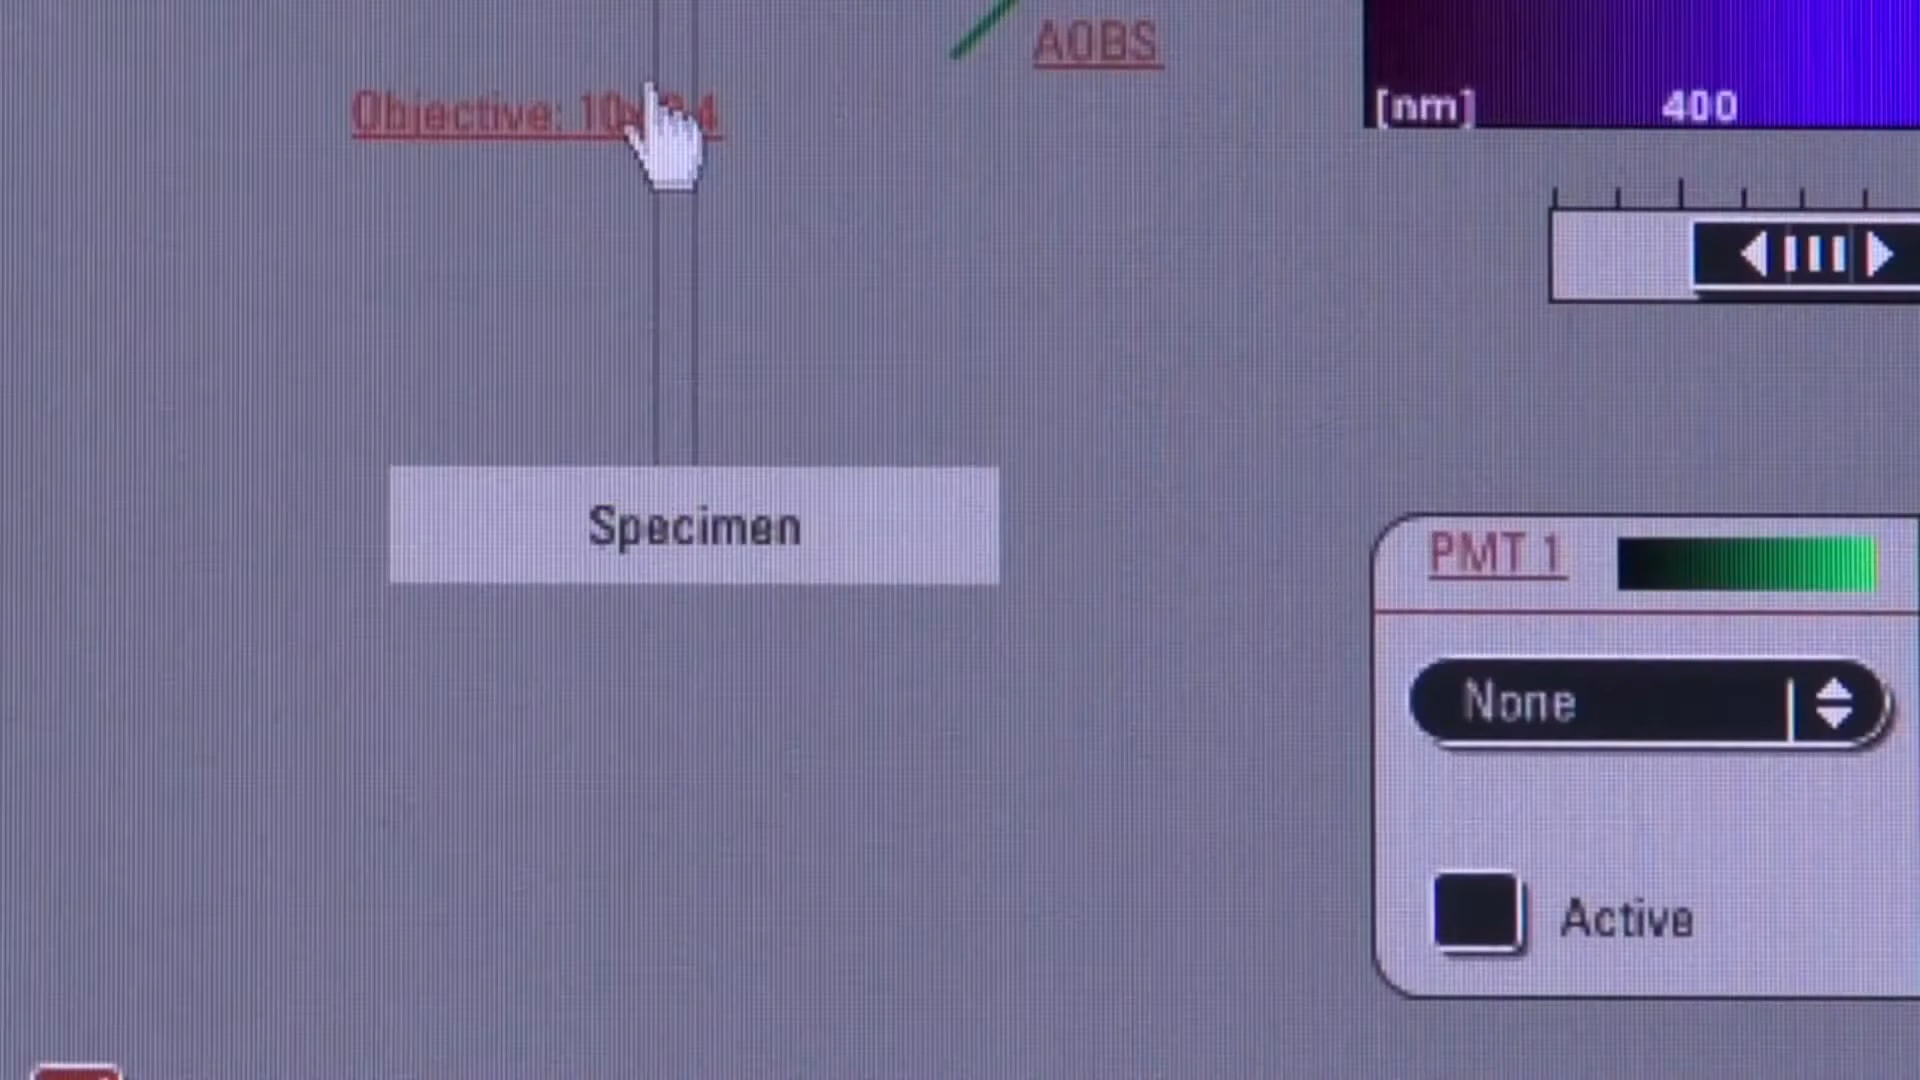 AOBS
Objective: 10
[nm] 400
Specimen
PMT 1
None
Active